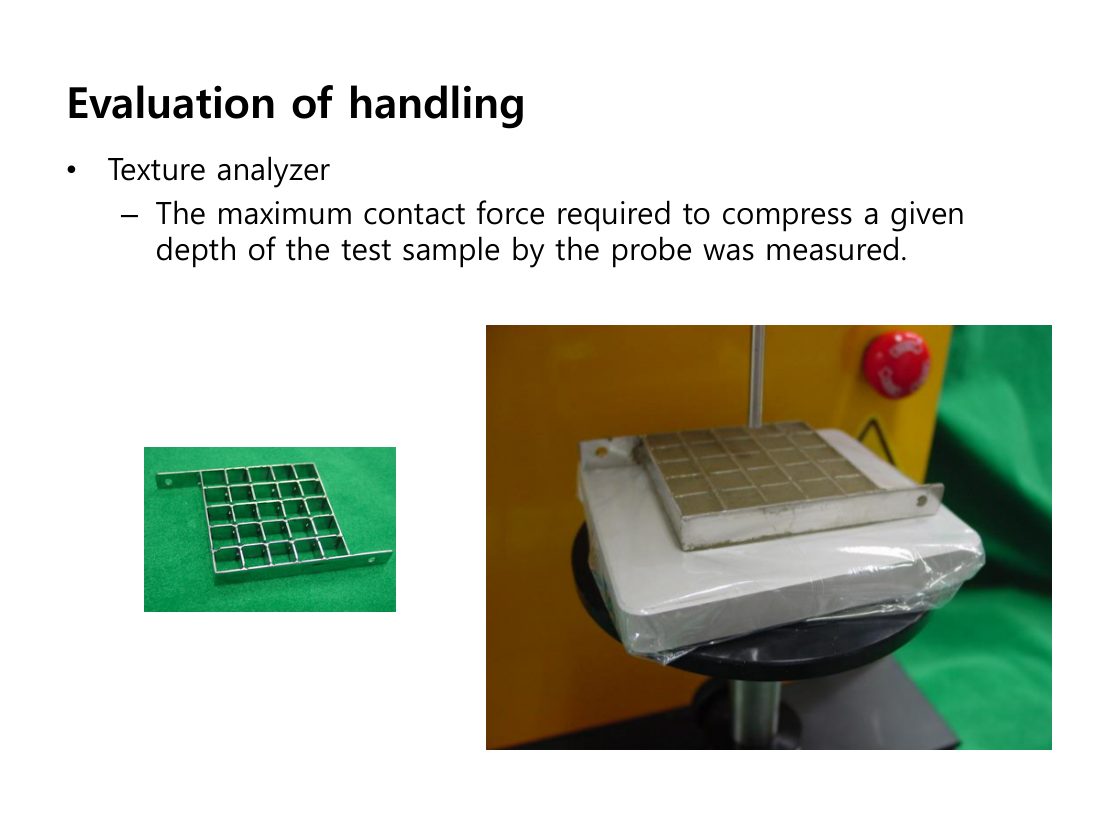 Evaluation of handling
• Texture analyzer
– The maximum contact force required to compress a given
depth of the test sample by the probe was measured.